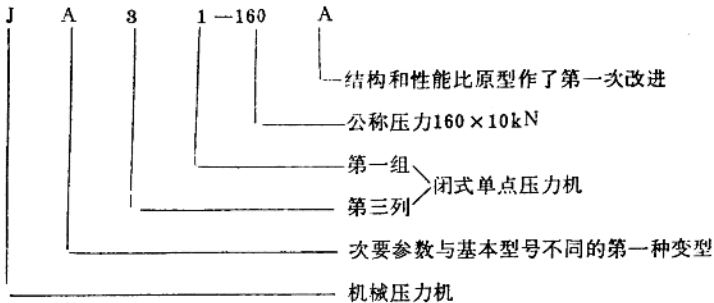 J A 3 1－160 A
结构和性能比原型作了第一次改进
公称压力160×10kN
第一组
闭式单点压力机
第三列
次要参数与基本型号不同的第一种变型
机械压力机